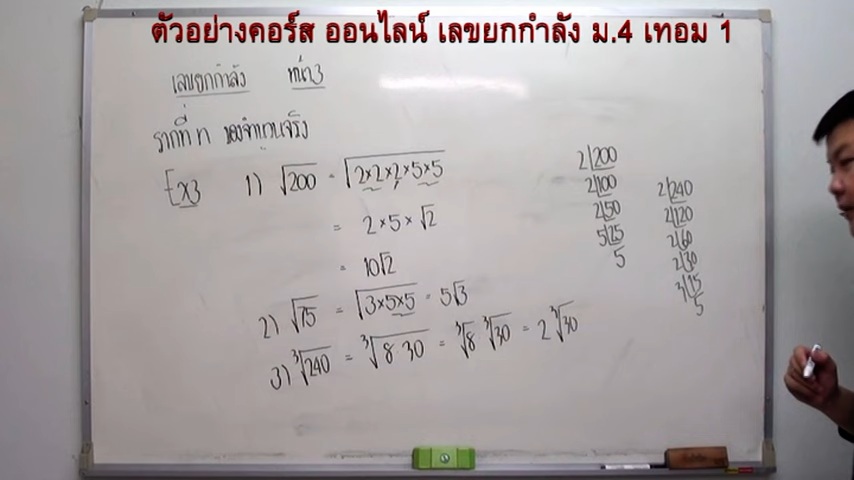 ตัวอย่างคอร์ส ออนไลน์ เลขยกกำลัง ม.4 เทอม 1
เลขยกกำลัง หน้า 3
รากที่ n ของจำนวนจริง
Ex3 1) √200 = √2×2×2×5×5
= 2×5×√2
= 10√2
2) √75 = √3×5×5 = 5√3
3) ∛240 = ∛8·30 = ∛8 ∛30 = 2∛30
2|200
2|100
2|50
5|25
5
2|240
2|120
2|60
2|30
3|15
5